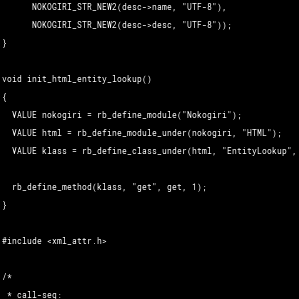 NOKOGIRI_STR_NEW2(desc->name, "UTF-8"),
NOKOGIRI_STR_NEW2(desc->desc, "UTF-8"));
}
void init_html_entity_lookup()
{
VALUE nokogiri = rb_define_module("Nokogiri");
VALUE html = rb_define_module_under(nokogiri, "HTML");
VALUE klass = rb_define_class_under(html, "EntityLookup",
rb_define_method(klass, "get", get, 1);
}
#include <xml_attr.h>
/*
* call-seq: